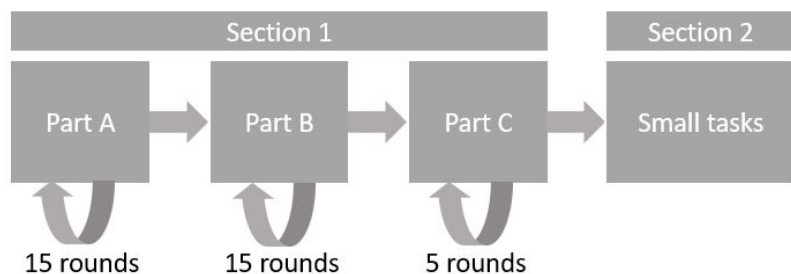 Section 1
Section 2
Part A
Part B
Part C
Small tasks
15 rounds
15 rounds
5 rounds